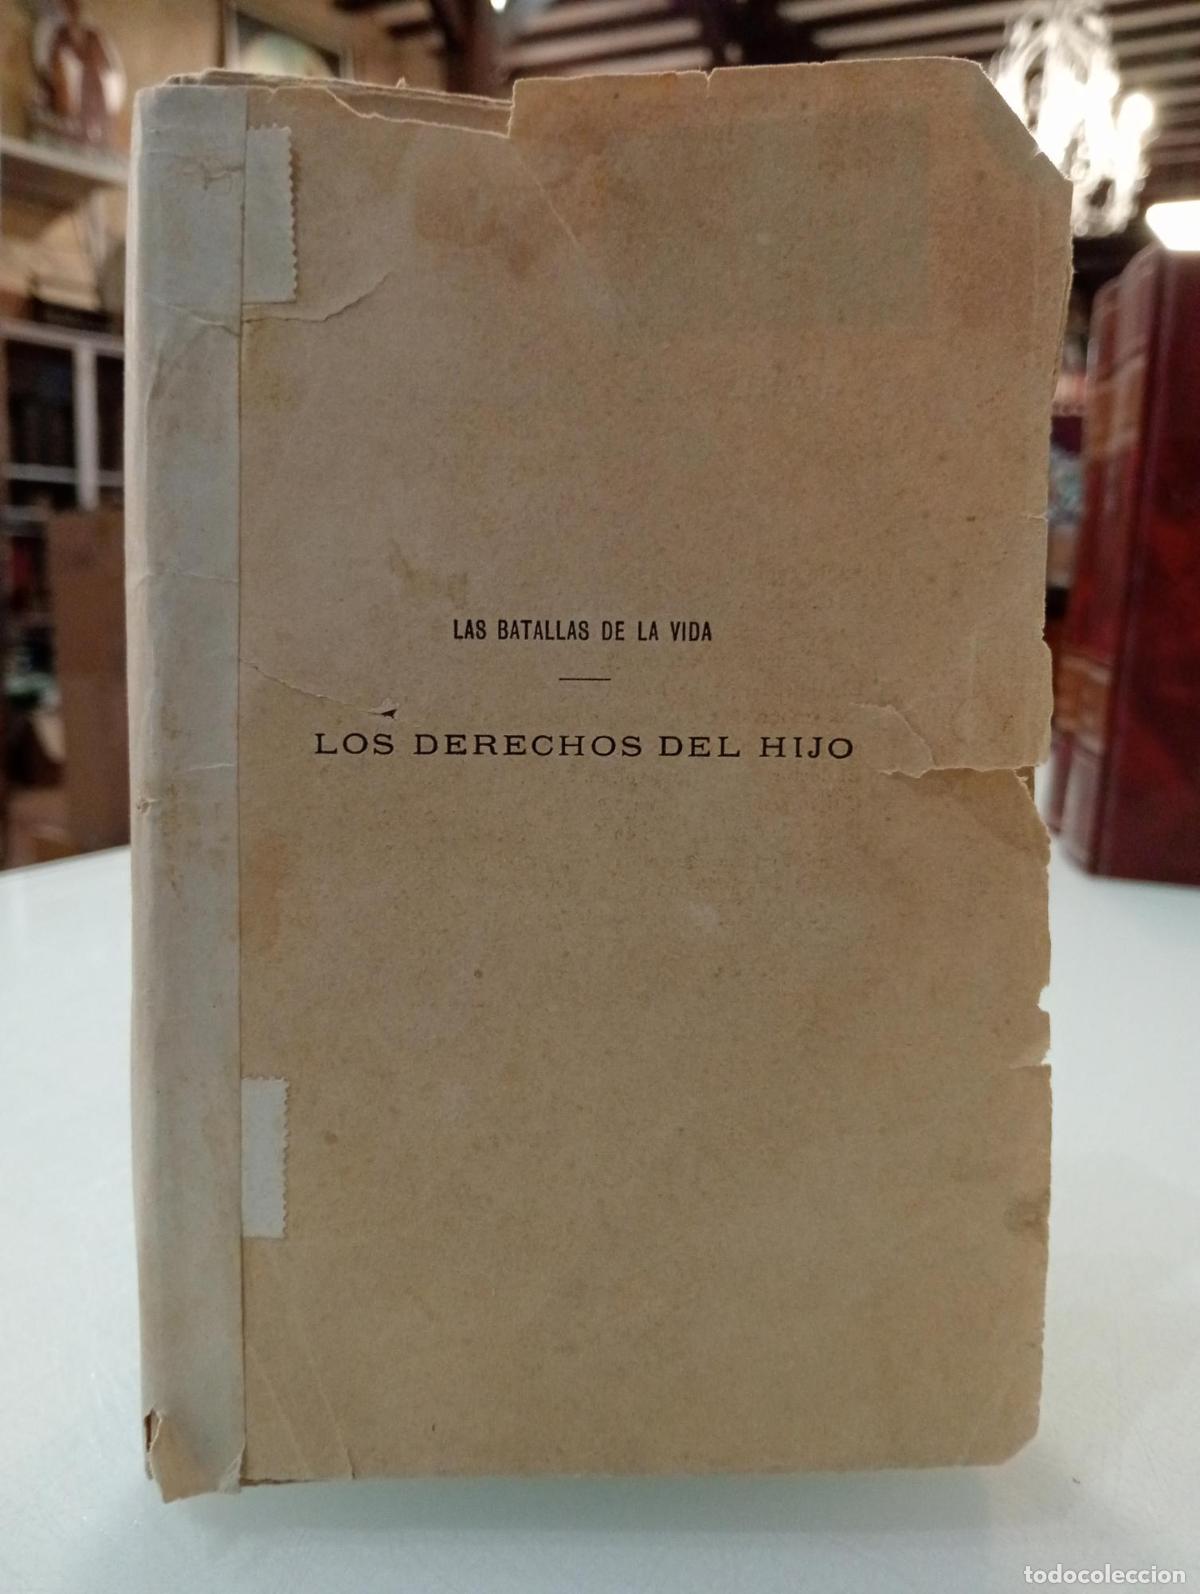 LAS BATALLAS DE LA VIDA
LOS DERECHOS DEL HIJO
todocoleccion